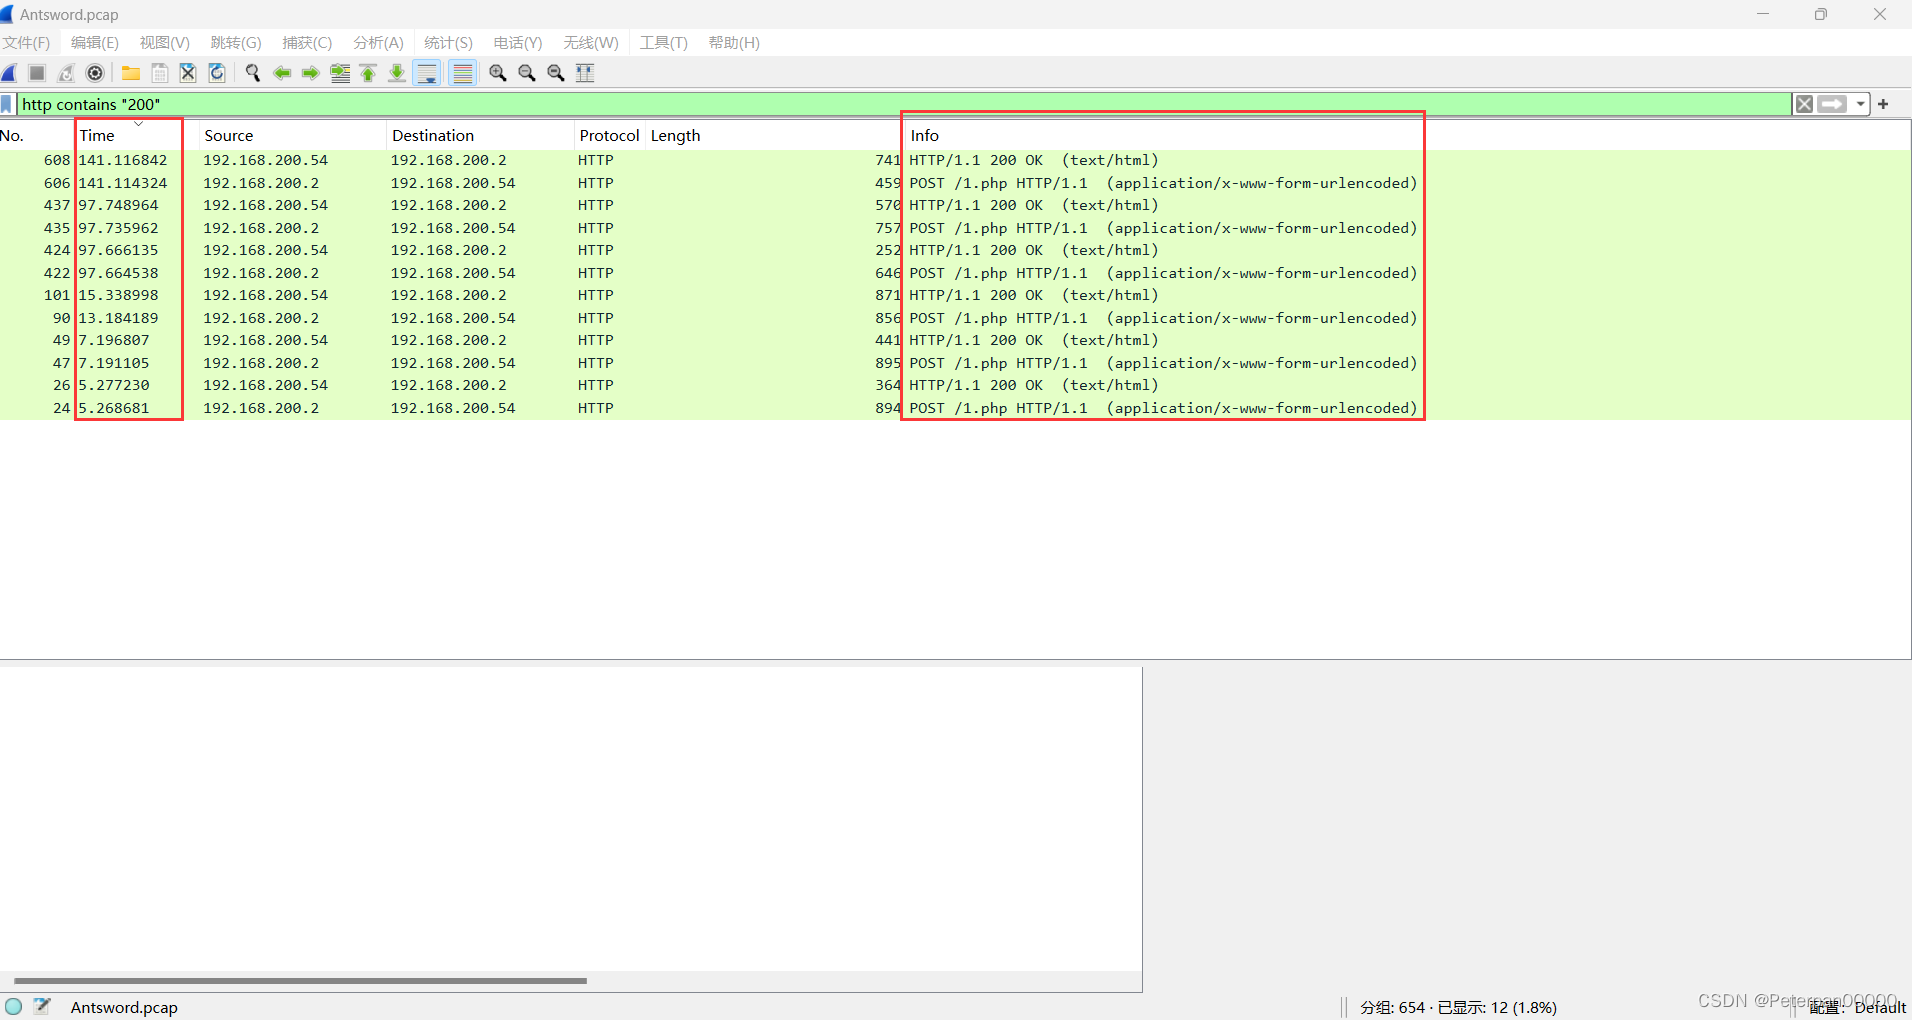 Antsword.pcap
文件(F) 编辑(E) 视图(V) 跳转(G) 捕获(C) 分析(A) 统计(S) 电话(Y) 无线(W) 工具(T) 帮助(H)
http contains "200"
No. Time Source Destination Protocol Length Info
608 141.116842 192.168.200.54 192.168.200.2 HTTP 741 HTTP/1.1 200 OK (text/html)
606 141.114324 192.168.200.2 192.168.200.54 HTTP 459 POST /1.php HTTP/1.1 (application/x-www-form-urlencoded)
437 97.748964 192.168.200.54 192.168.200.2 HTTP 570 HTTP/1.1 200 OK (text/html)
435 97.735962 192.168.200.2 192.168.200.54 HTTP 757 POST /1.php HTTP/1.1 (application/x-www-form-urlencoded)
424 97.666135 192.168.200.54 192.168.200.2 HTTP 252 HTTP/1.1 200 OK (text/html)
422 97.664538 192.168.200.2 192.168.200.54 HTTP 646 POST /1.php HTTP/1.1 (application/x-www-form-urlencoded)
101 15.338998 192.168.200.54 192.168.200.2 HTTP 871 HTTP/1.1 200 OK (text/html)
90 13.184189 192.168.200.2 192.168.200.54 HTTP 856 POST /1.php HTTP/1.1 (application/x-www-form-urlencoded)
49 7.196807 192.168.200.54 192.168.200.2 HTTP 441 HTTP/1.1 200 OK (text/html)
47 7.191105 192.168.200.2 192.168.200.54 HTTP 895 POST /1.php HTTP/1.1 (application/x-www-form-urlencoded)
26 5.277230 192.168.200.54 192.168.200.2 HTTP 364 HTTP/1.1 200 OK (text/html)
24 5.268681 192.168.200.2 192.168.200.54 HTTP 894 POST /1.php HTTP/1.1 (application/x-www-form-urlencoded)
Antsword.pcap 分组: 654 · 已显示: 12 (1.8%) 配置: Default
CSDN @Peterpan00000